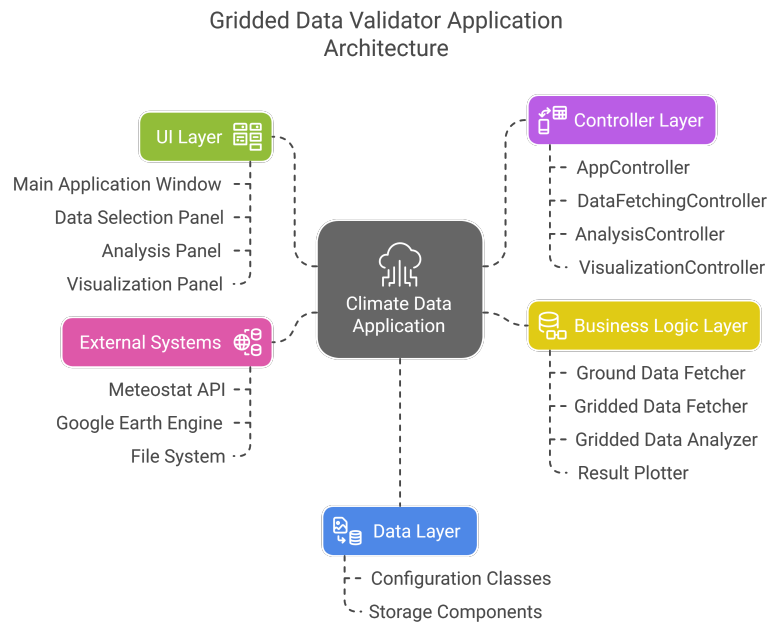 Gridded Data Validator Application
Architecture
UI Layer
Main Application Window
Data Selection Panel
Analysis Panel
Visualization Panel
External Systems
Meteostat API
Google Earth Engine
File System
Climate Data
Application
Controller Layer
AppController
DataFetchingController
AnalysisController
VisualizationController
Business Logic Layer
Ground Data Fetcher
Gridded Data Fetcher
Gridded Data Analyzer
Result Plotter
Data Layer
Configuration Classes
Storage Components